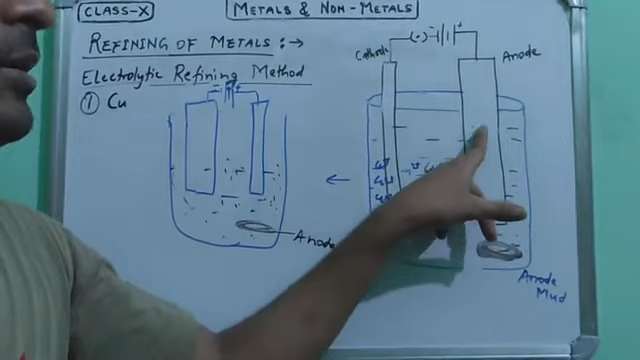 CLASS-X
METALS & NON-METALS
REFINING OF METALS :→
Electrolytic Refining Method
① Cu
Cathode
Anode
Anode
Anode
Mud